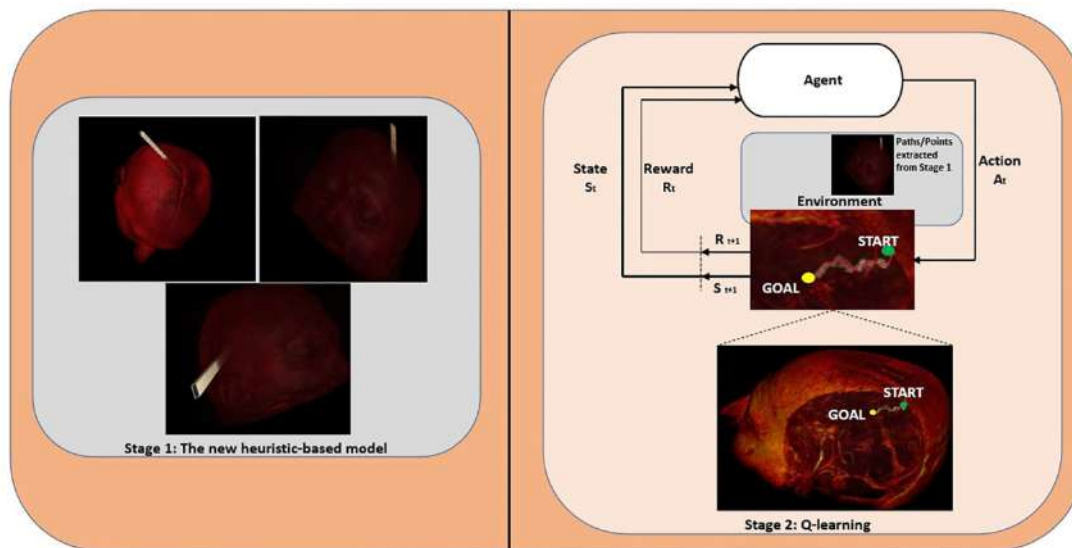 Stage 1: The new heuristic-based model
Agent
State
St
Reward
Rt
Paths/Points
extracted
from Stage 1
Action
At
Environment
R t+1
S t+1
START
GOAL
START
GOAL
Stage 2: Q-learning